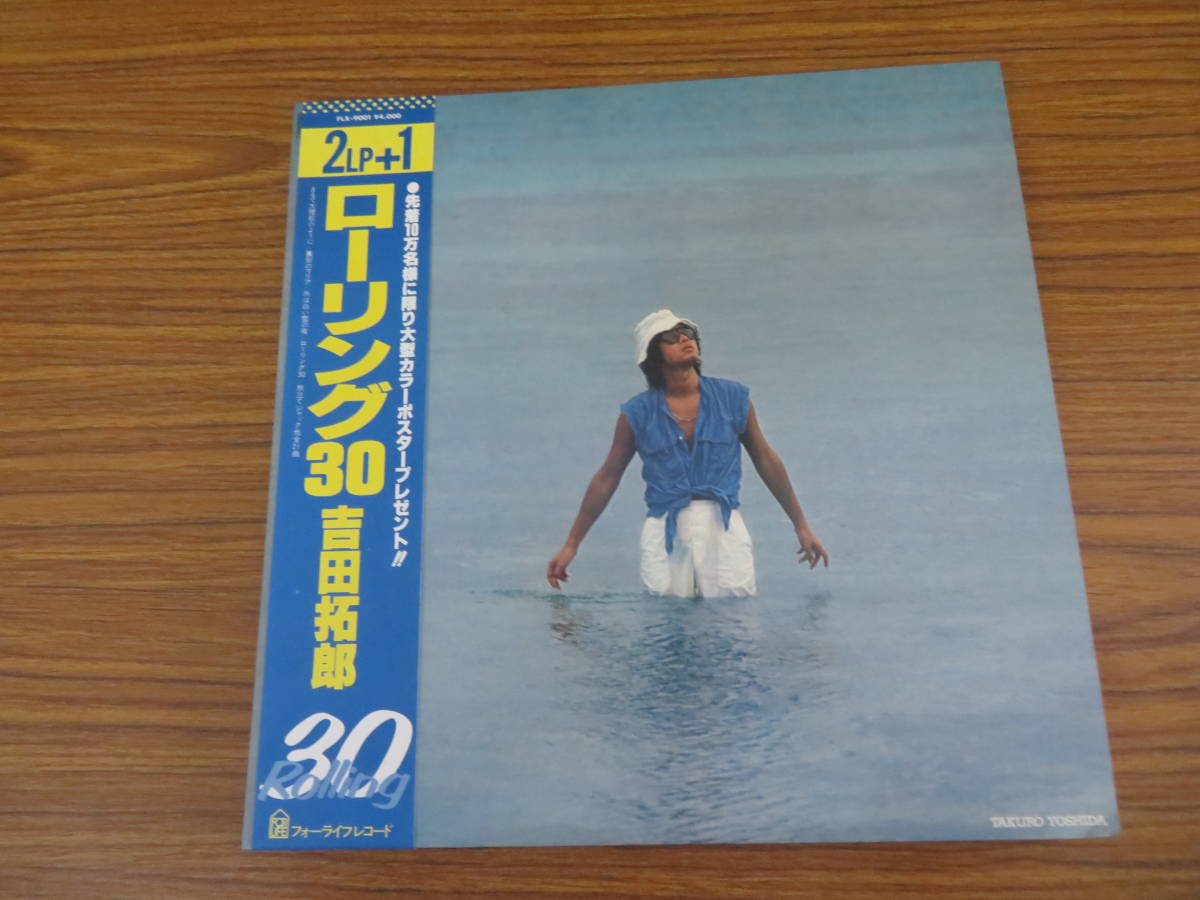 FLX-9001 ¥4,000
2LP+1
●先着10万名様に限り大型カラーポスタープレゼント!!
ローリング30
吉田拓郎
30
Rolling
FOR LIFE
フォーライフレコード
TAKURO YOSHIDA